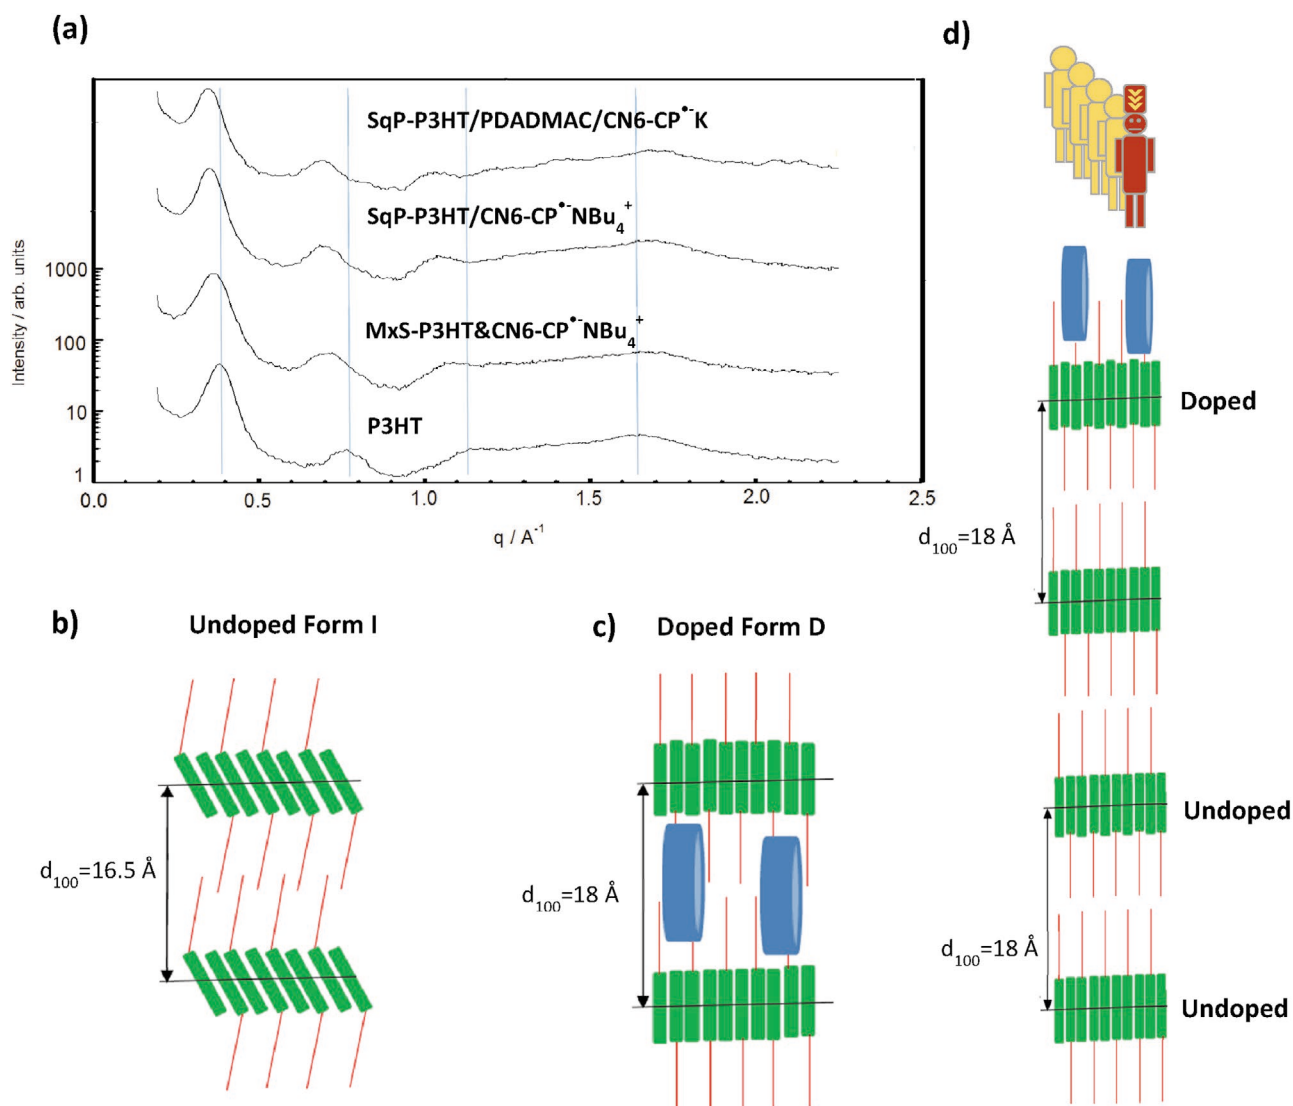 (a)
SqP-P3HT/PDADMAC/CN6-CP•-K
SqP-P3HT/CN6-CP•-NBu4+
MxS-P3HT&CN6-CP•-NBu4+
P3HT
Intensity / arb. units
1000
100
10
1
0.0 0.5 1.0 1.5 2.0 2.5
q / A-1
b) Undoped Form I
d100=16.5 Å
c) Doped Form D
d100=18 Å
d)
Doped
d100=18 Å
Undoped
d100=18 Å
Undoped